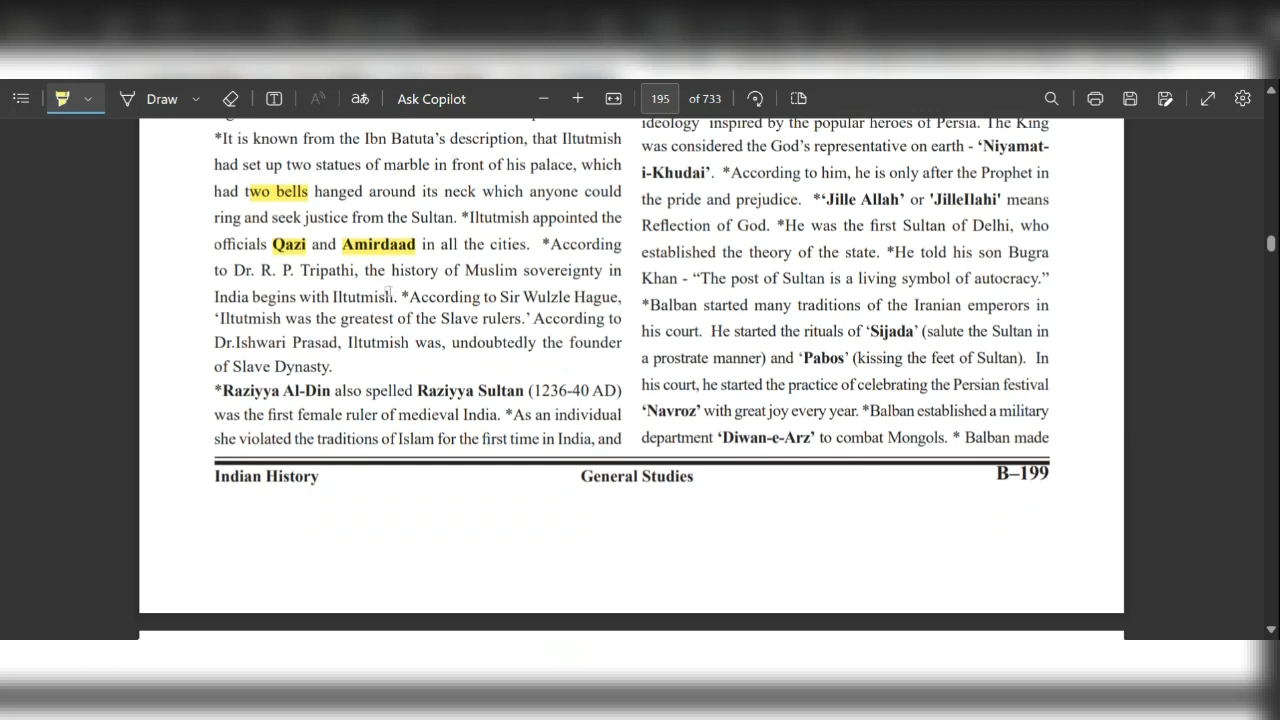 Draw
Ask Copilot
195 of 733
*It is known from the Ibn Batuta's description, that Iltutmish
had set up two statues of marble in front of his palace, which
had two bells hanged around its neck which anyone could
ring and seek justice from the Sultan. *Iltutmish appointed the
officials Qazi and Amirdaad in all the cities. *According
to Dr. R. P. Tripathi, the history of Muslim sovereignty in
India begins with Iltutmish. *According to Sir Wulzle Hague,
'Iltutmish was the greatest of the Slave rulers.' According to
Dr.Ishwari Prasad, Iltutmish was, undoubtedly the founder
of Slave Dynasty.
*Raziyya Al-Din also spelled Raziyya Sultan (1236-40 AD)
was the first female ruler of medieval India. *As an individual
she violated the traditions of Islam for the first time in India, and
ideology inspired by the popular heroes of Persia. The King
was considered the God's representative on earth - 'Niyamat-
i-Khudai'. *According to him, he is only after the Prophet in
the pride and prejudice. *'Jille Allah' or 'JilleIlahi' means
Reflection of God. *He was the first Sultan of Delhi, who
established the theory of the state. *He told his son Bugra
Khan - “The post of Sultan is a living symbol of autocracy.”
*Balban started many traditions of the Iranian emperors in
his court. He started the rituals of 'Sijada' (salute the Sultan in
a prostrate manner) and 'Pabos' (kissing the feet of Sultan). In
his court, he started the practice of celebrating the Persian festival
'Navroz' with great joy every year. *Balban established a military
department 'Diwan-e-Arz' to combat Mongols. * Balban made
Indian History General Studies B–199